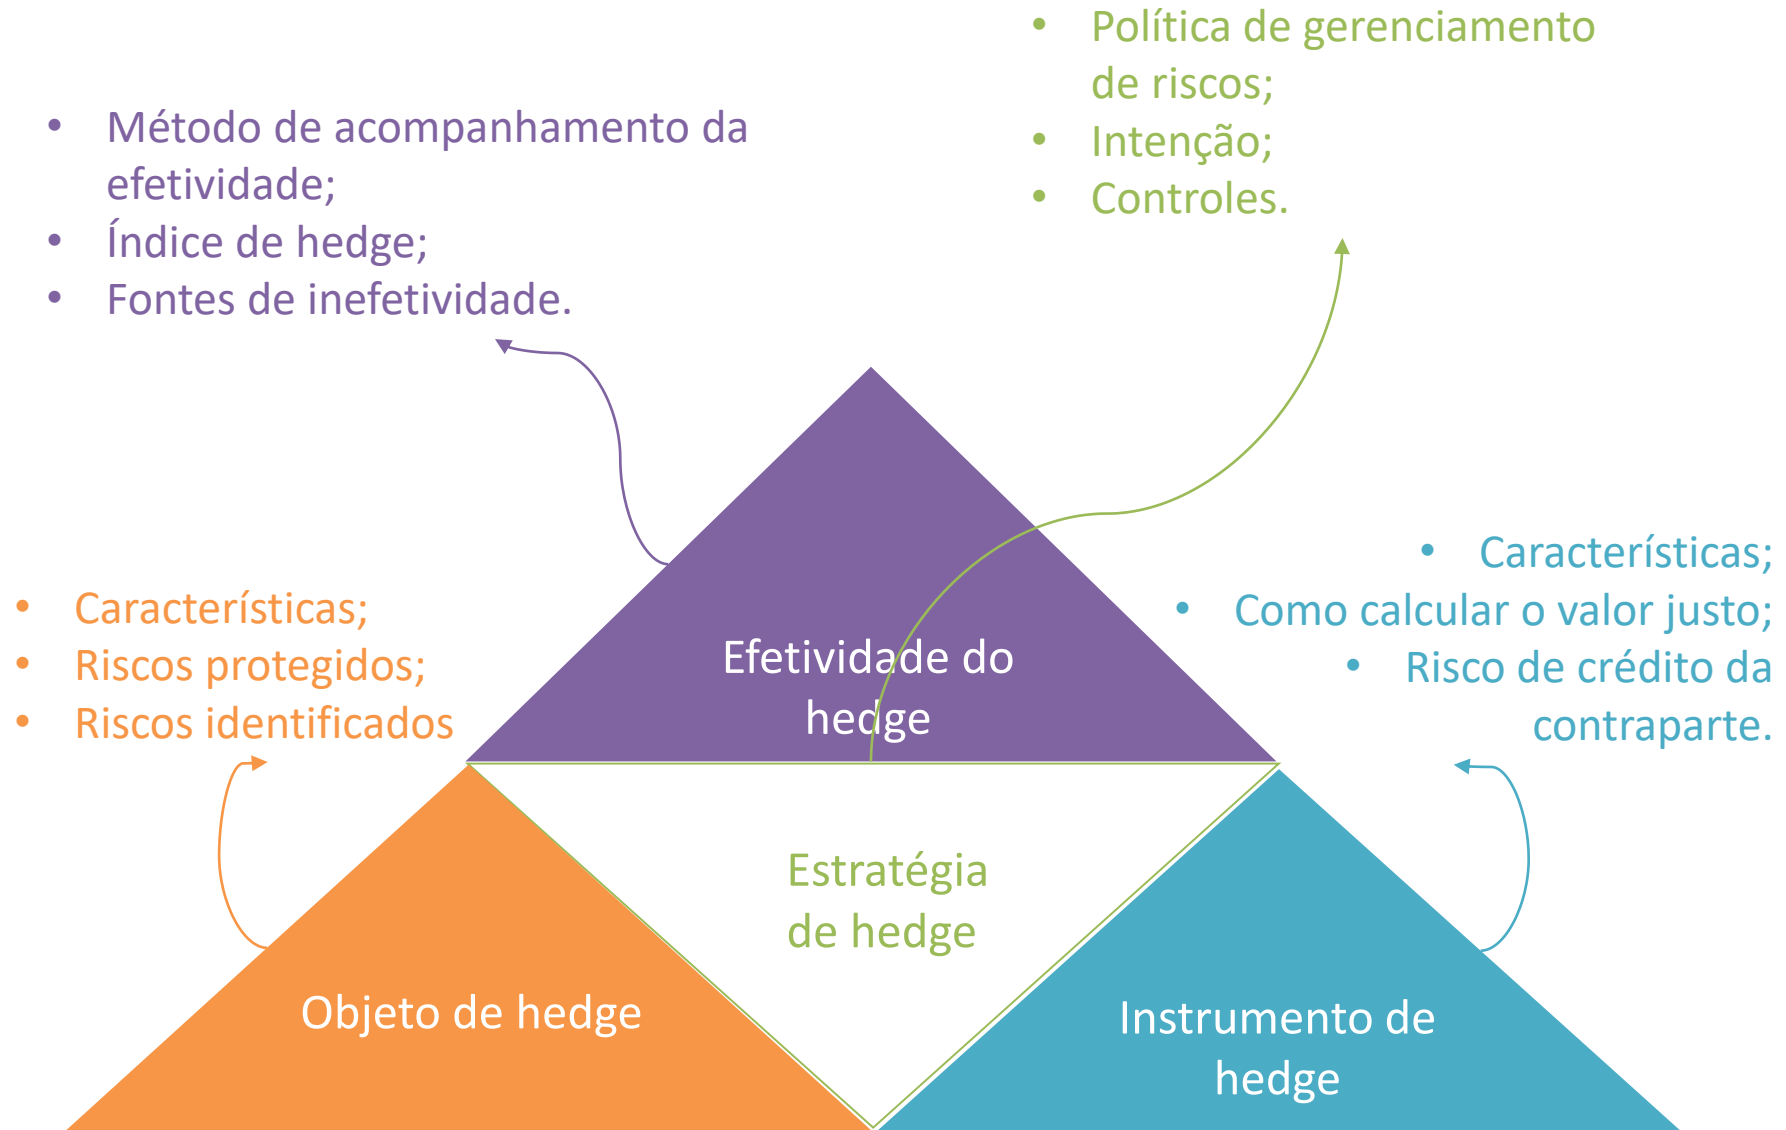 • Política de gerenciamento
de riscos;
• Intenção;
• Controles.
• Método de acompanhamento da
efetividade;
• Índice de hedge;
• Fontes de inefetividade.
• Características;
• Riscos protegidos;
• Riscos identificados
• Características;
• Como calcular o valor justo;
• Risco de crédito da
contraparte.
Efetividade do
hedge
Estratégia
de hedge
Objeto de hedge
Instrumento de
hedge